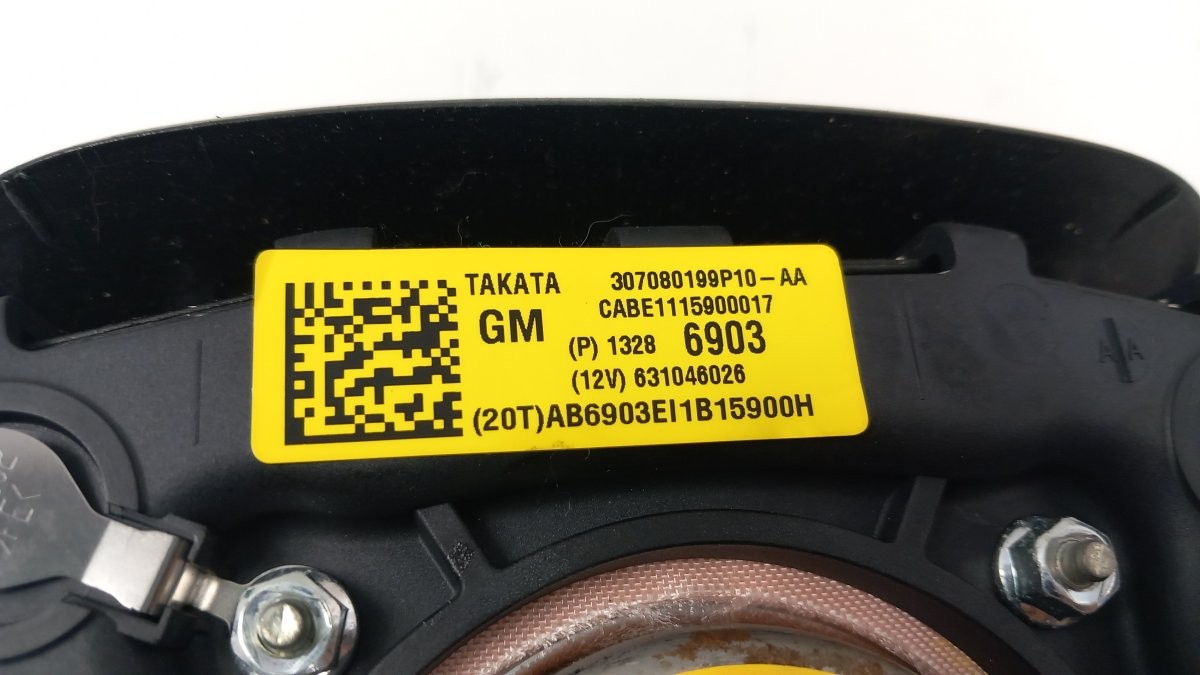 TAKATA 307080199P10-AA
CABE1115900017
GM
(P) 1328 6903
(12V) 631046026
(20T)AB6903EI1B15900H